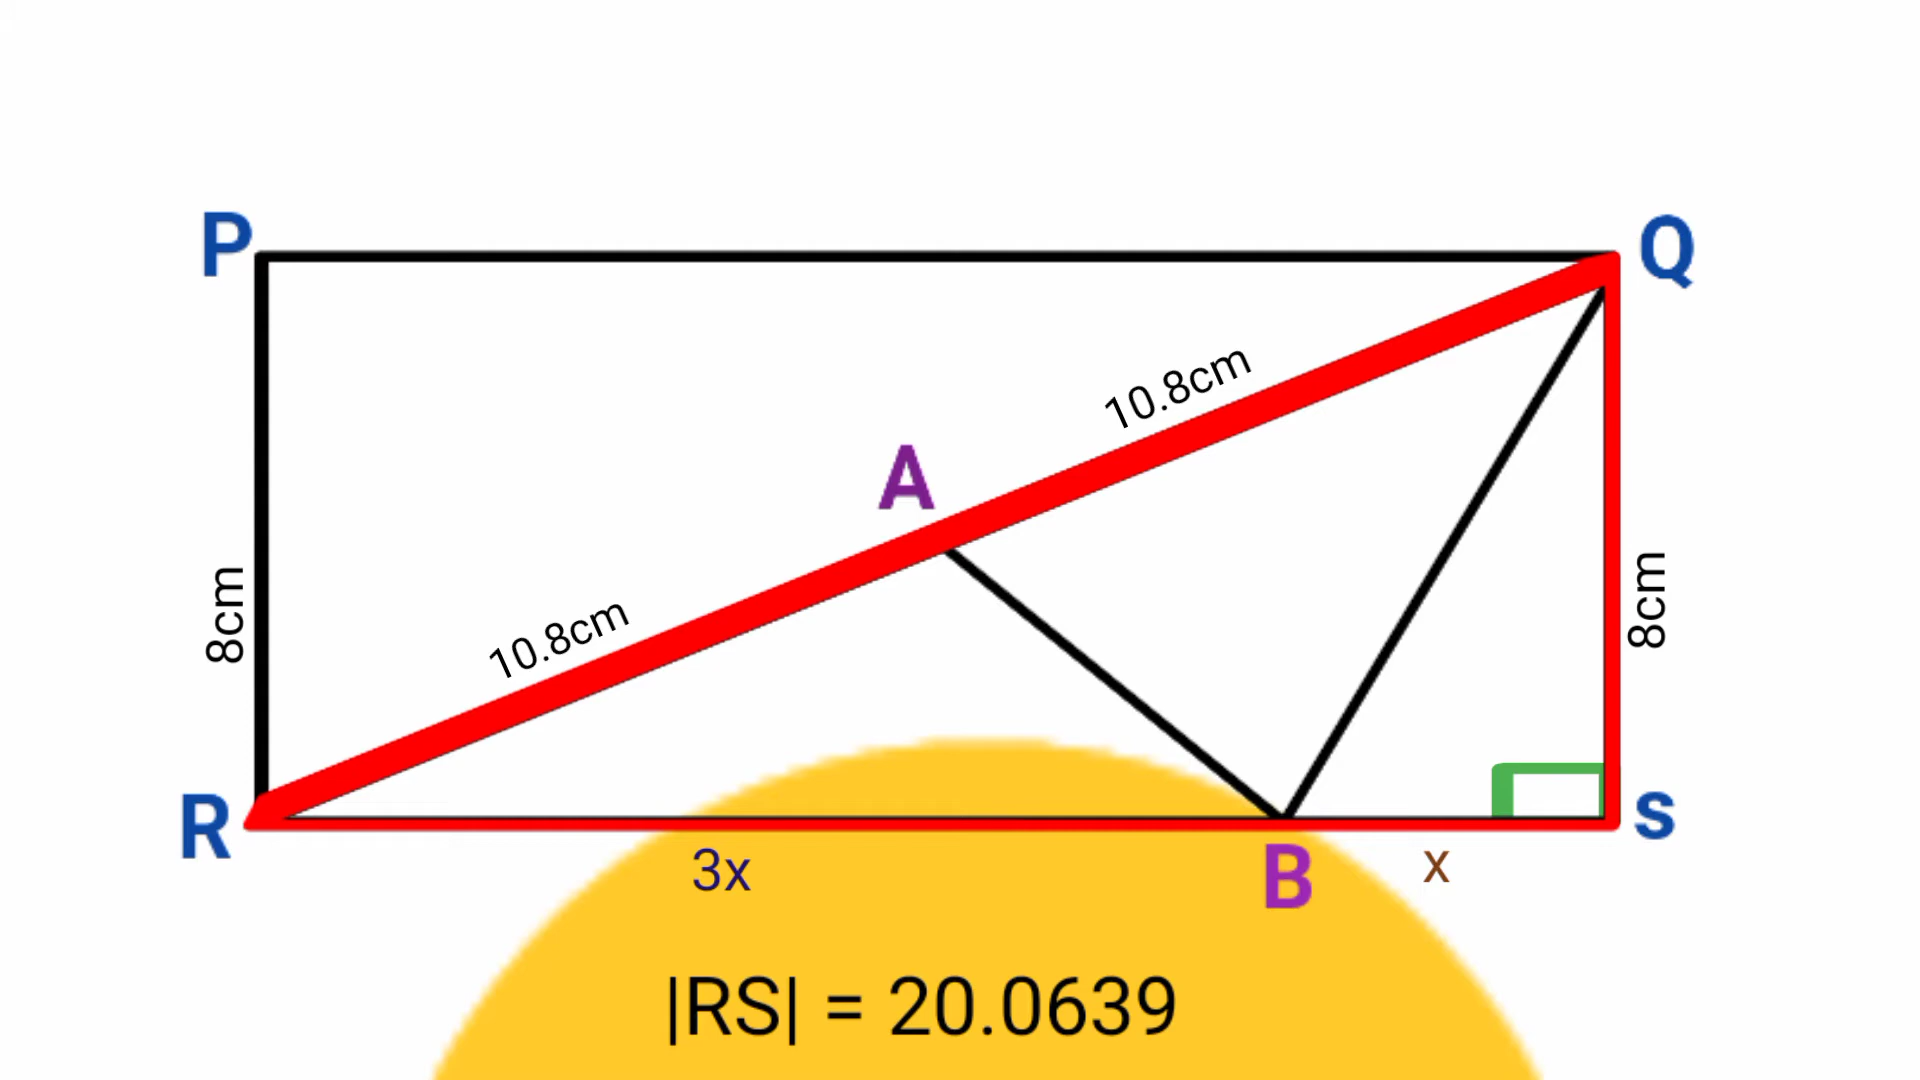 P
Q
10.8cm
A
10.8cm
8cm
8cm
R
s
3x
B
x
|RS| = 20.0639